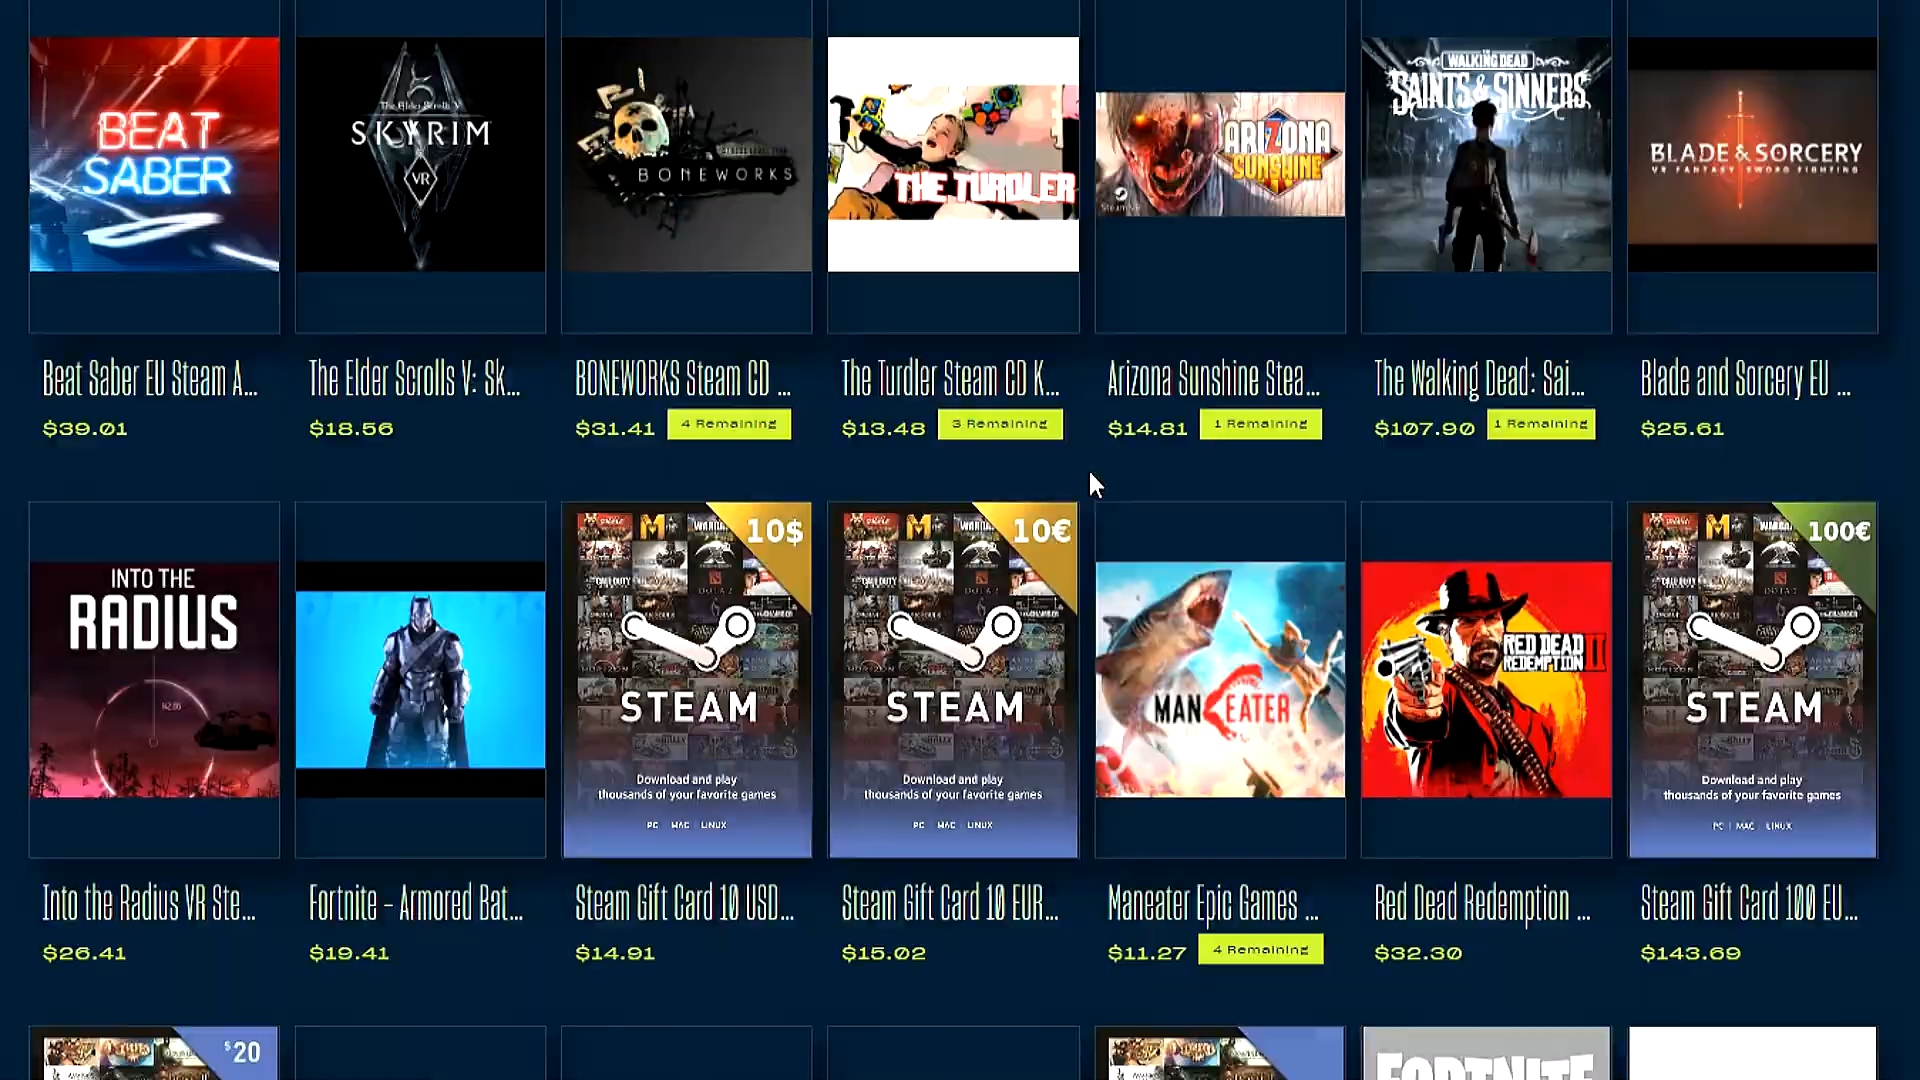 BEAT
SABER
The Elder Scrolls V
SKYRIM
VR
BONEWORKS
THE TURDLER
ARIZONA
SUNSHINE
THE
WALKING DEAD
SAINTS & SINNERS
BLADE & SORCERY
VR FANTASY SWORD FIGHTING
Beat Saber EU Steam A...
The Elder Scrolls V: Sk...
BONEWORKS Steam CD ...
The Turdler Steam CD K...
Arizona Sunshine Stea...
The Walking Dead: Sai...
Blade and Sorcery EU ...
$39.01
$18.56
$31.41
4 Remaining
$13.48
3 Remaining
$14.81
1 Remaining
$107.90
1 Remaining
$25.61
INTO THE
RADIUS
10$
STEAM
Download and play
thousands of your favorite games
PC MAC LINUX
10€
STEAM
Download and play
thousands of your favorite games
PC MAC LINUX
MANEATER
RED DEAD
REDEMPTION II
100€
STEAM
Download and play
thousands of your favorite games
PC | MAC LINUX
Into the Radius VR Ste...
Fortnite - Armored Bat...
Steam Gift Card 10 USD...
Steam Gift Card 10 EUR...
Maneater Epic Games ...
Red Dead Redemption ...
Steam Gift Card 100 EU...
$26.41
$19.41
$14.91
$15.02
$11.27
4 Remaining
$32.30
$143.69
$20
FORTNITE